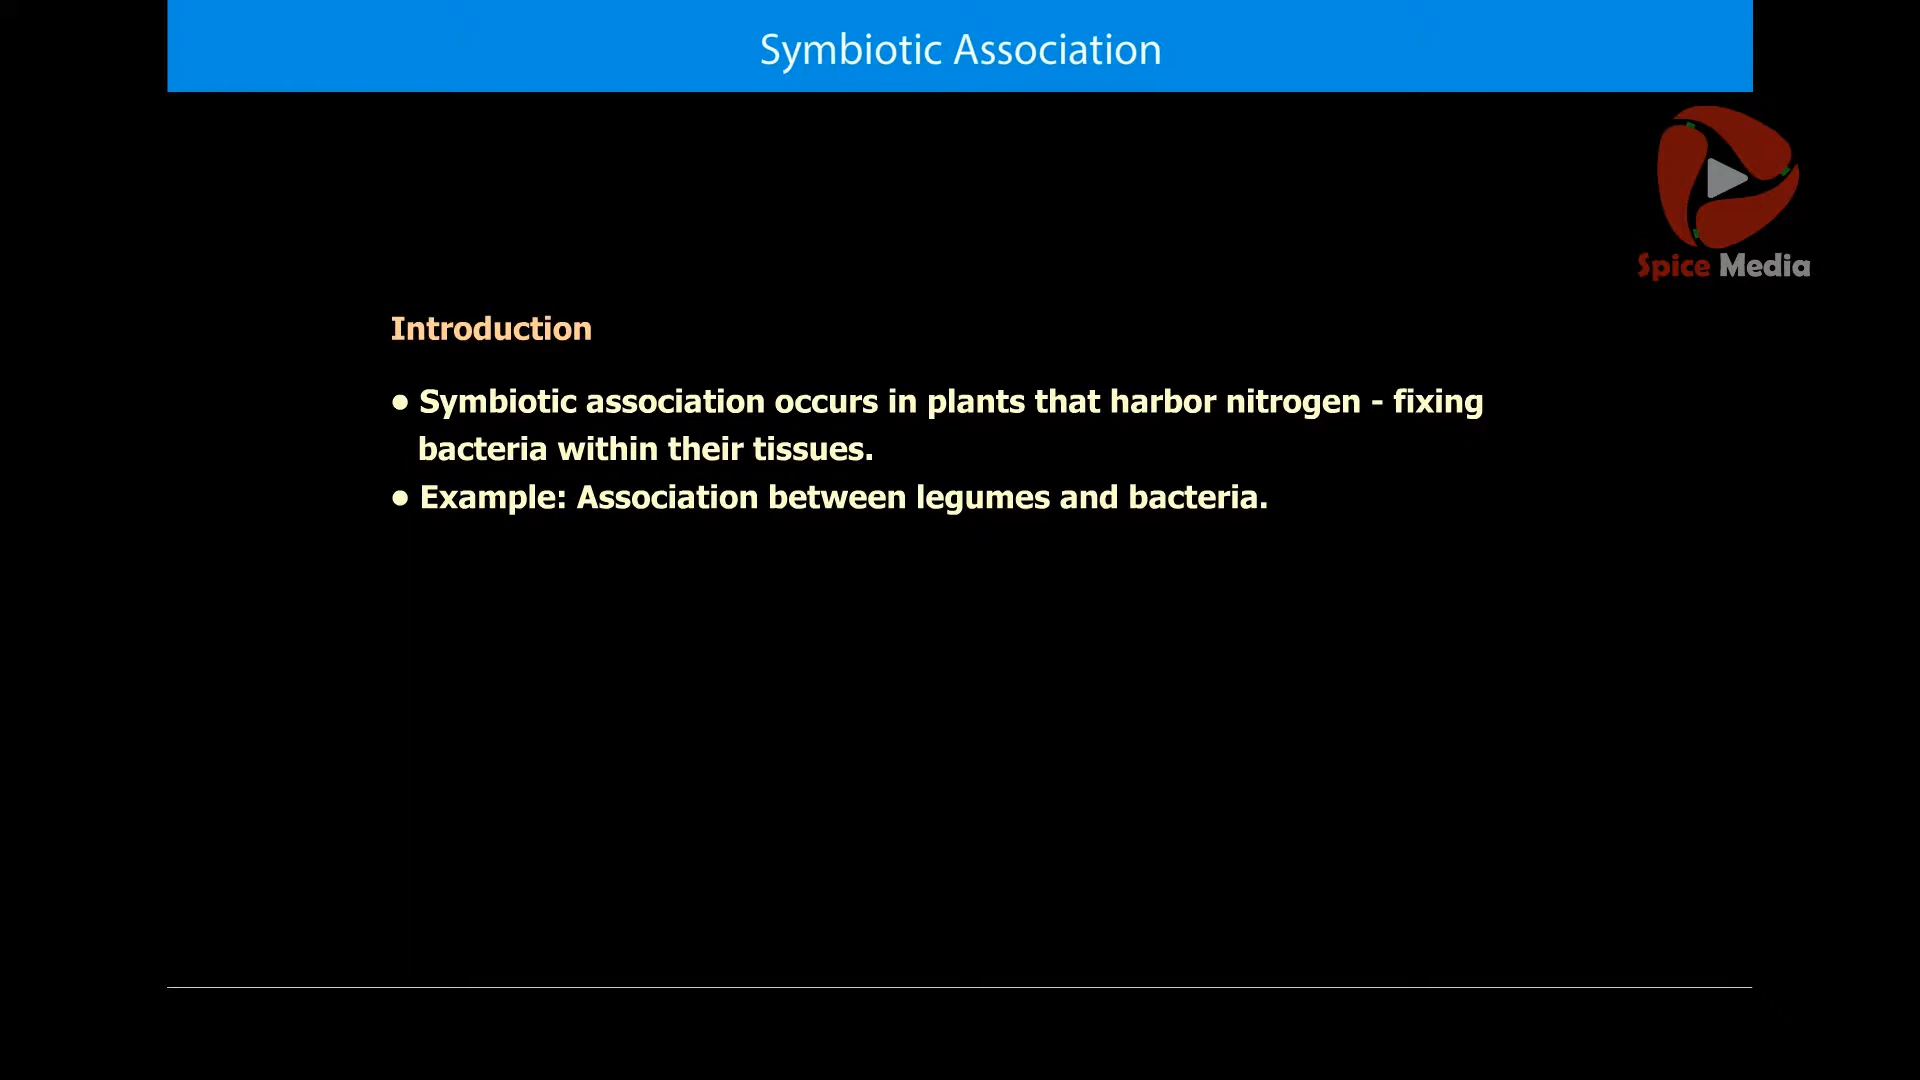 Symbiotic Association
Spice Media
Introduction
• Symbiotic association occurs in plants that harbor nitrogen - fixing
bacteria within their tissues.
• Example: Association between legumes and bacteria.